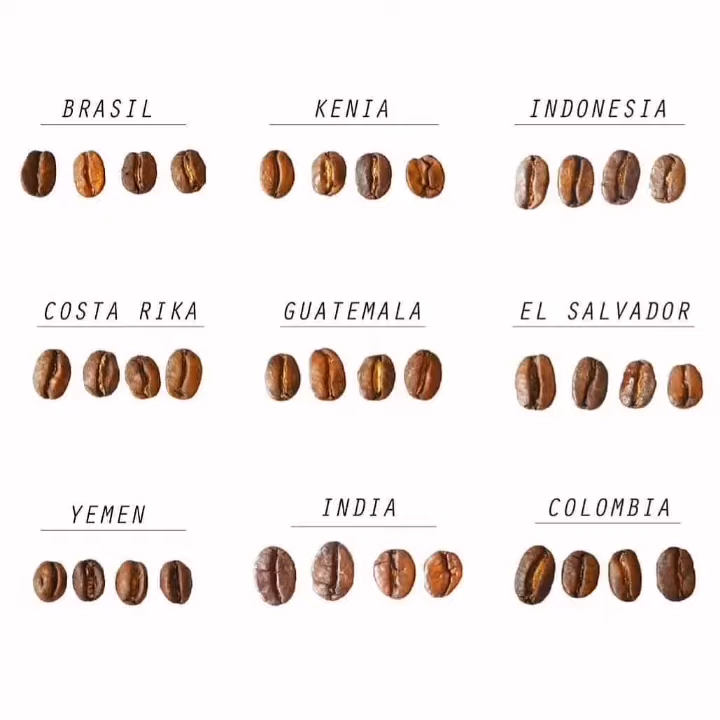 BRASIL
KENIA
INDONESIA
COSTA RIKA
GUATEMALA
EL SALVADOR
YEMEN
INDIA
COLOMBIA